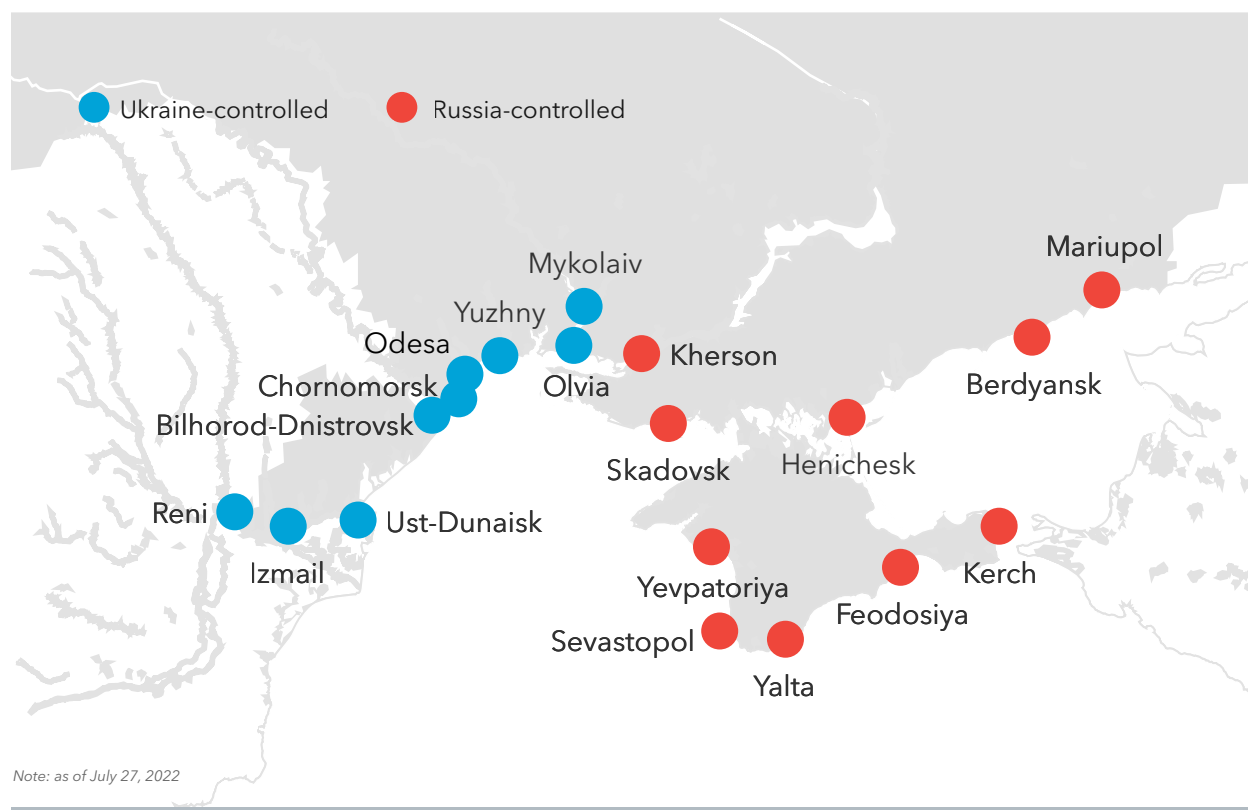 Ukraine-controlled
Russia-controlled
Mariupol
Mykolaiv
Yuzhny
Odesa
Kherson
Chornomorsk
Olvia
Berdyansk
Bilhorod-Dnistrovsk
Skadovsk
Henichesk
Reni
Ust-Dunaisk
Izmail
Kerch
Yevpatoriya
Feodosiya
Sevastopol
Yalta
Note: as of July 27, 2022